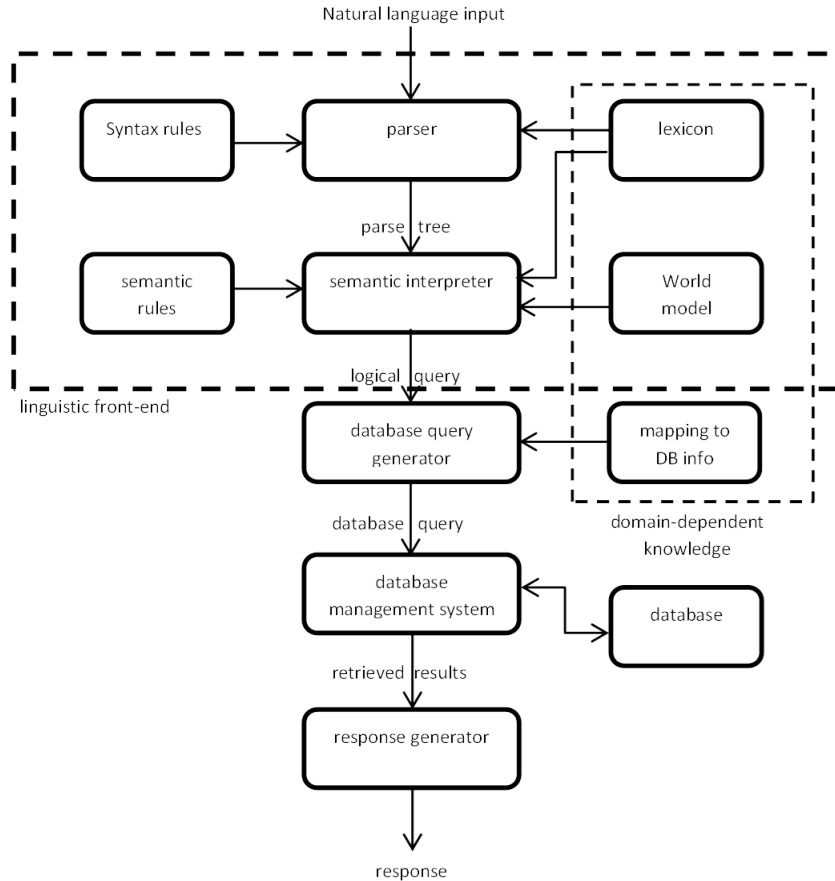 Natural language input
Syntax rules
parser
lexicon
parse tree
semantic
rules
semantic interpreter
World
model
logical query
linguistic front-end
database query
generator
mapping to
DB info
database query
domain-dependent
knowledge
database
management system
database
retrieved results
response generator
response